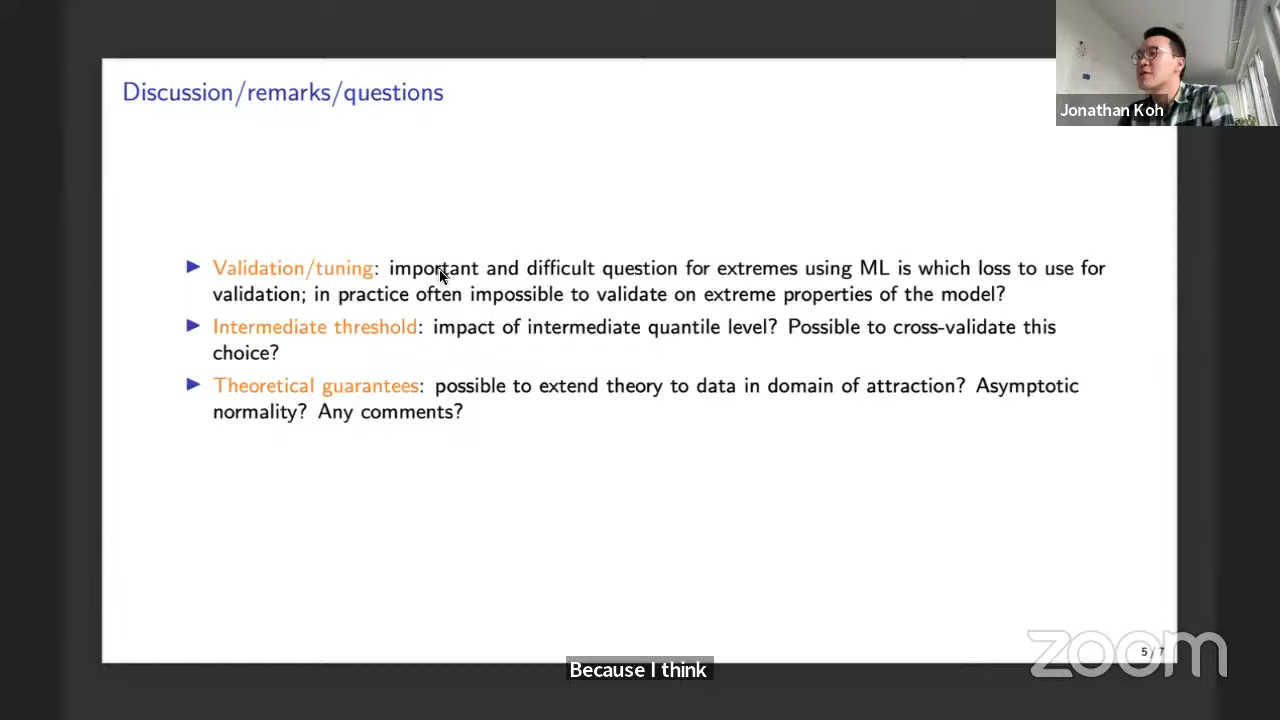 Discussion/remarks/questions
Jonathan Koh
▶ Validation/tuning: important and difficult question for extremes using ML is which loss to use for
validation; in practice often impossible to validate on extreme properties of the model?
▶ Intermediate threshold: impact of intermediate quantile level? Possible to cross-validate this
choice?
▶ Theoretical guarantees: possible to extend theory to data in domain of attraction? Asymptotic
normality? Any comments?
5 / 7
zoom
Because I think